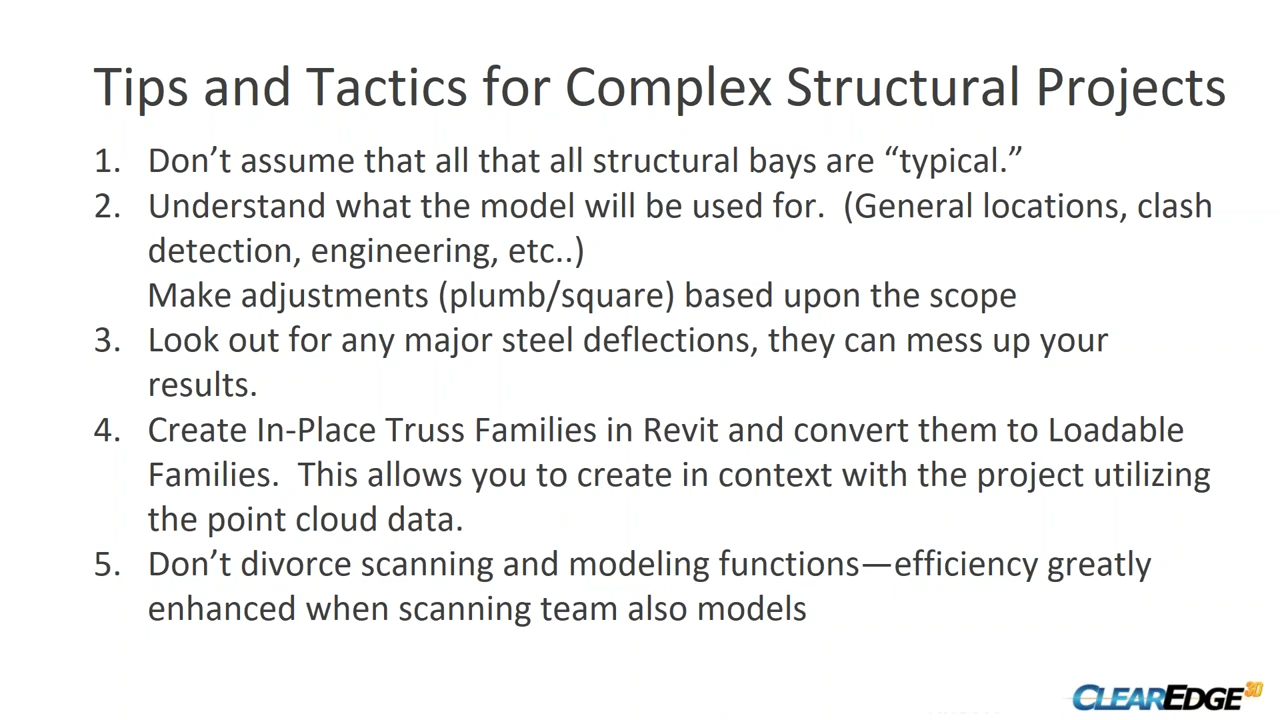 Tips and Tactics for Complex Structural Projects
1. Don’t assume that all that all structural bays are “typical.”
2. Understand what the model will be used for.  (General locations, clash
detection, engineering, etc..)
Make adjustments (plumb/square) based upon the scope
3. Look out for any major steel deflections, they can mess up your
results.
4. Create In-Place Truss Families in Revit and convert them to Loadable
Families.  This allows you to create in context with the project utilizing
the point cloud data.
5. Don’t divorce scanning and modeling functions—efficiency greatly
enhanced when scanning team also models
CLEAREDGE3D